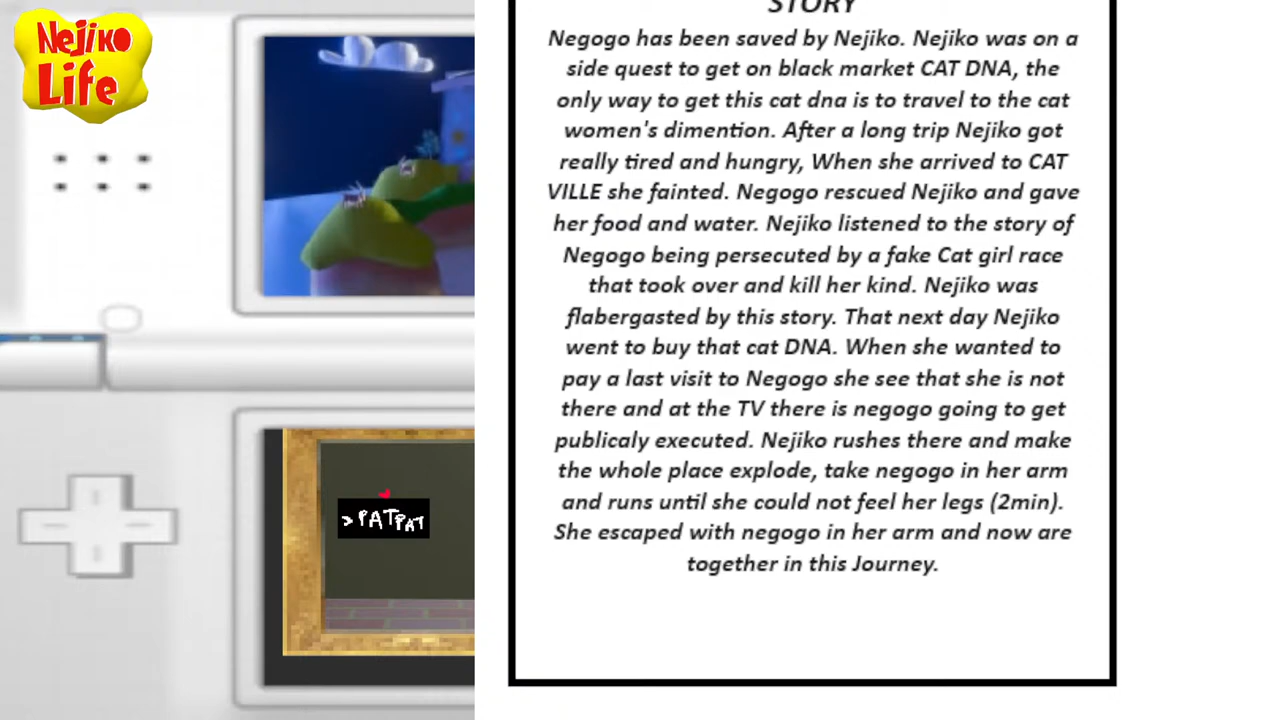 Nejiko
Life
>PATPAT
STORY
Negogo has been saved by Nejiko. Nejiko was on a
side quest to get on black market CAT DNA, the
only way to get this cat dna is to travel to the cat
women's dimention. After a long trip Nejiko got
really tired and hungry, When she arrived to CAT
VILLE she fainted. Negogo rescued Nejiko and gave
her food and water. Nejiko listened to the story of
Negogo being persecuted by a fake Cat girl race
that took over and kill her kind. Nejiko was
flabergasted by this story. That next day Nejiko
went to buy that cat DNA. When she wanted to
pay a last visit to Negogo she see that she is not
there and at the TV there is negogo going to get
publicaly executed. Nejiko rushes there and make
the whole place explode, take negogo in her arm
and runs until she could not feel her legs (2min).
She escaped with negogo in her arm and now are
together in this Journey.